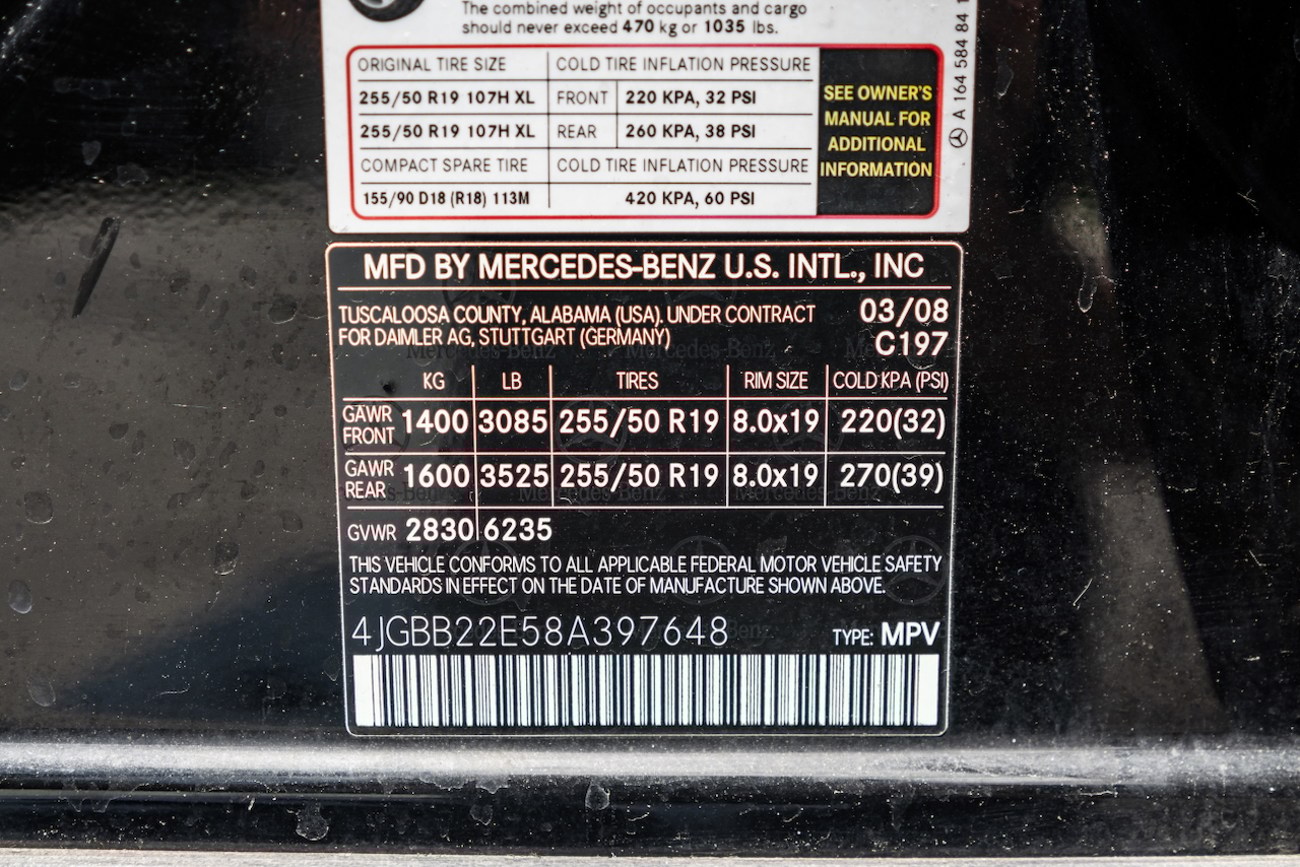 The combined weight of occupants and cargo
should never exceed 470 kg or 1035 lbs.
ORIGINAL TIRE SIZE COLD TIRE INFLATION PRESSURE
255/50 R19 107H XL FRONT 220 KPA, 32 PSI
255/50 R19 107H XL REAR 260 KPA, 38 PSI
COMPACT SPARE TIRE COLD TIRE INFLATION PRESSURE
155/90 D18 (R18) 113M 420 KPA, 60 PSI
SEE OWNER'S
MANUAL FOR
ADDITIONAL
INFORMATION
A 164 584 84
MFD BY MERCEDES-BENZ U.S. INTL., INC
TUSCALOOSA COUNTY, ALABAMA (USA), UNDER CONTRACT 03/08
FOR DAIMLER AG, STUTTGART (GERMANY) C197
KG LB TIRES RIM SIZE COLD KPA (PSI)
GAWR FRONT 1400 3085 255/50 R19 8.0x19 220(32)
GAWR REAR 1600 3525 255/50 R19 8.0x19 270(39)
GVWR 2830 6235
THIS VEHICLE CONFORMS TO ALL APPLICABLE FEDERAL MOTOR VEHICLE SAFETY
STANDARDS IN EFFECT ON THE DATE OF MANUFACTURE SHOWN ABOVE.
4JGBB22E58A397648 TYPE: MPV